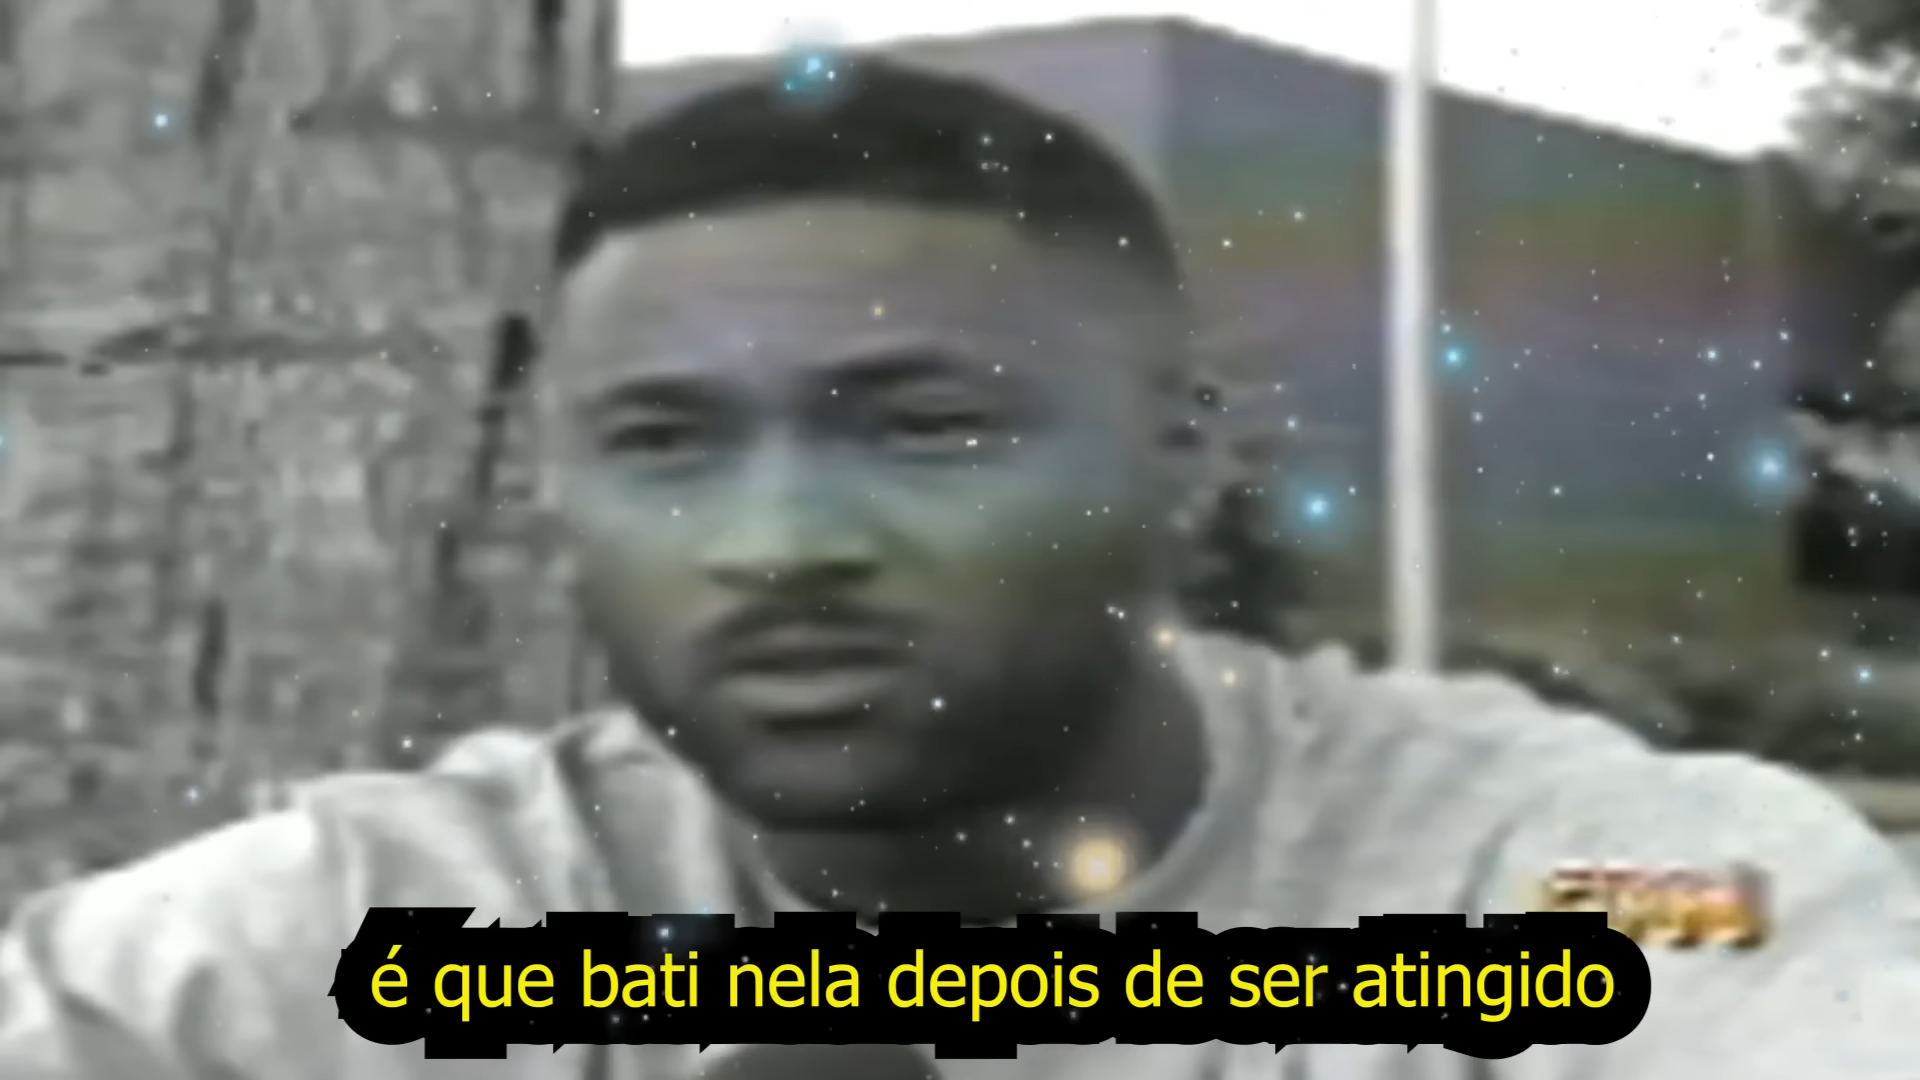 é que bati nela depois de ser atingido